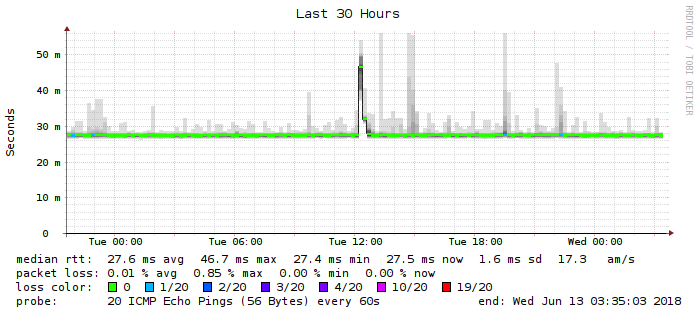 Last 30 Hours
RRDTOOL / TOBI OETIKER
Seconds
50 m
40 m
30 m
20 m
10 m
0
Tue 00:00 Tue 06:00 Tue 12:00 Tue 18:00 Wed 00:00
median rtt: 27.6 ms avg 46.7 ms max 27.4 ms min 27.5 ms now 1.6 ms sd 17.3 am/s
packet loss: 0.01 % avg 0.85 % max 0.00 % min 0.00 % now
loss color: 0 1/20 2/20 3/20 4/20 10/20 19/20
probe: 20 ICMP Echo Pings (56 Bytes) every 60s end: Wed Jun 13 03:35:03 2018